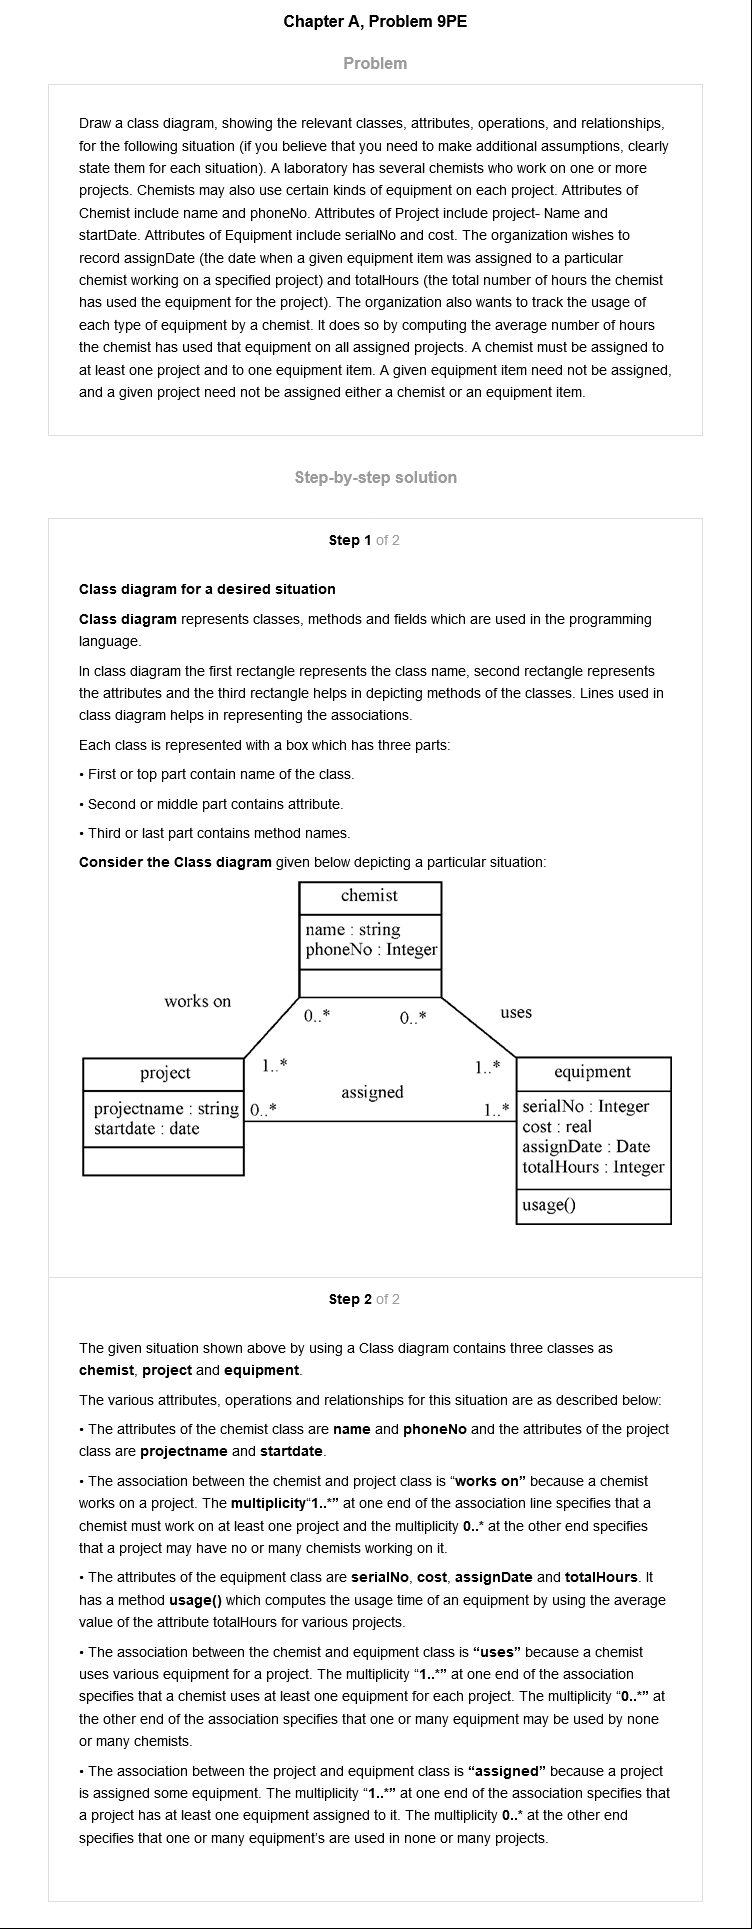 Chapter A, Problem 9PE
Problem
Draw a class diagram, showing the relevant classes, attributes, operations, and relationships,
for the following situation (if you believe that you need to make additional assumptions, clearly
state them for each situation). A laboratory has several chemists who work on one or more
projects. Chemists may also use certain kinds of equipment on each project. Attributes of
Chemist include name and phoneNo. Attributes of Project include project- Name and
startDate. Attributes of Equipment include serialNo and cost. The organization wishes to
record assignDate (the date when a given equipment item was assigned to a particular
chemist working on a specified project) and totalHours (the total number of hours the chemist
has used the equipment for the project). The organization also wants to track the usage of
each type of equipment by a chemist. It does so by computing the average number of hours
the chemist has used that equipment on all assigned projects. A chemist must be assigned to
at least one project and to one equipment item. A given equipment item need not be assigned,
and a given project need not be assigned either a chemist or an equipment item.
Step-by-step solution
Step 1 of 2
Class diagram for a desired situation
Class diagram represents classes, methods and fields which are used in the programming
language.
In class diagram the first rectangle represents the class name, second rectangle represents
the attributes and the third rectangle helps in depicting methods of the classes. Lines used in
class diagram helps in representing the associations.
Each class is represented with a box which has three parts:
• First or top part contain name of the class.
• Second or middle part contains attribute.
• Third or last part contains method names.
Consider the Class diagram given below depicting a particular situation:
chemist
name : string
phoneNo : Integer
works on
0..*
0..*
uses
1..*
1..*
project
projectname : string
startdate : date
assigned
0..*
1..*
equipment
serialNo : Integer
cost : real
assignDate : Date
totalHours : Integer
usage()
Step 2 of 2
The given situation shown above by using a Class diagram contains three classes as
chemist, project and equipment.
The various attributes, operations and relationships for this situation are as described below:
• The attributes of the chemist class are name and phoneNo and the attributes of the project
class are projectname and startdate.
• The association between the chemist and project class is “works on” because a chemist
works on a project. The multiplicity“1..*” at one end of the association line specifies that a
chemist must work on at least one project and the multiplicity 0..* at the other end specifies
that a project may have no or many chemists working on it.
• The attributes of the equipment class are serialNo, cost, assignDate and totalHours. It
has a method usage() which computes the usage time of an equipment by using the average
value of the attribute totalHours for various projects.
• The association between the chemist and equipment class is “uses” because a chemist
uses various equipment for a project. The multiplicity “1..*” at one end of the association
specifies that a chemist uses at least one equipment for each project. The multiplicity “0..*” at
the other end of the association specifies that one or many equipment may be used by none
or many chemists.
• The association between the project and equipment class is “assigned” because a project
is assigned some equipment. The multiplicity “1..*” at one end of the association specifies that
a project has at least one equipment assigned to it. The multiplicity 0..* at the other end
specifies that one or many equipment’s are used in none or many projects.